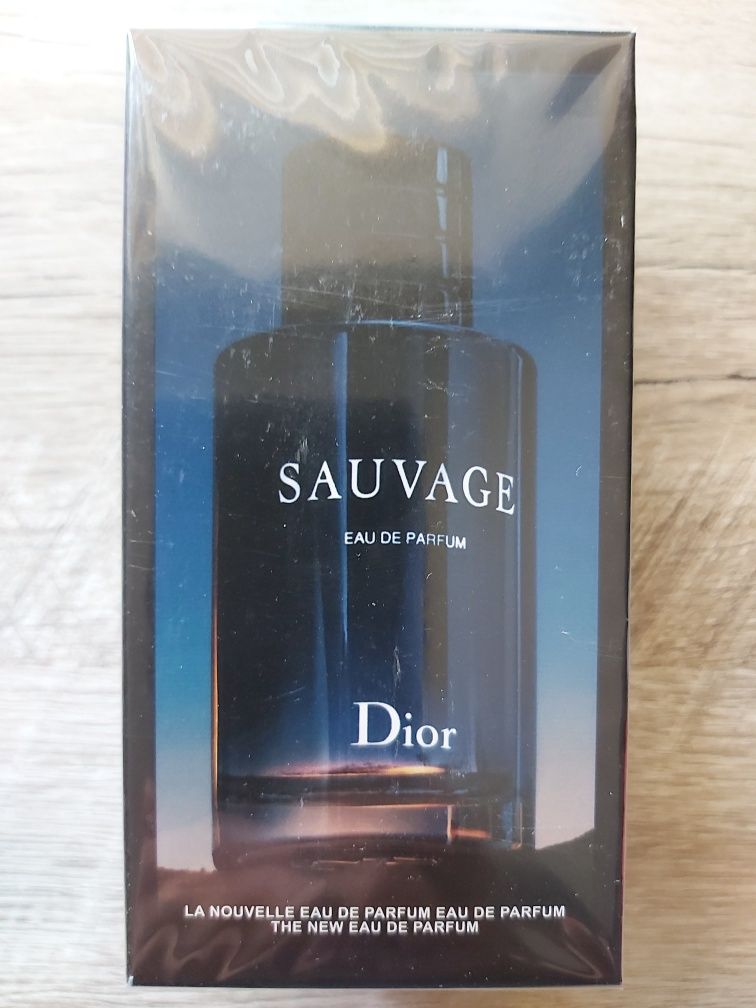 SAUVAGE
EAU DE PARFUM
Dior
LA NOUVELLE EAU DE PARFUM EAU DE PARFUM
THE NEW EAU DE PARFUM